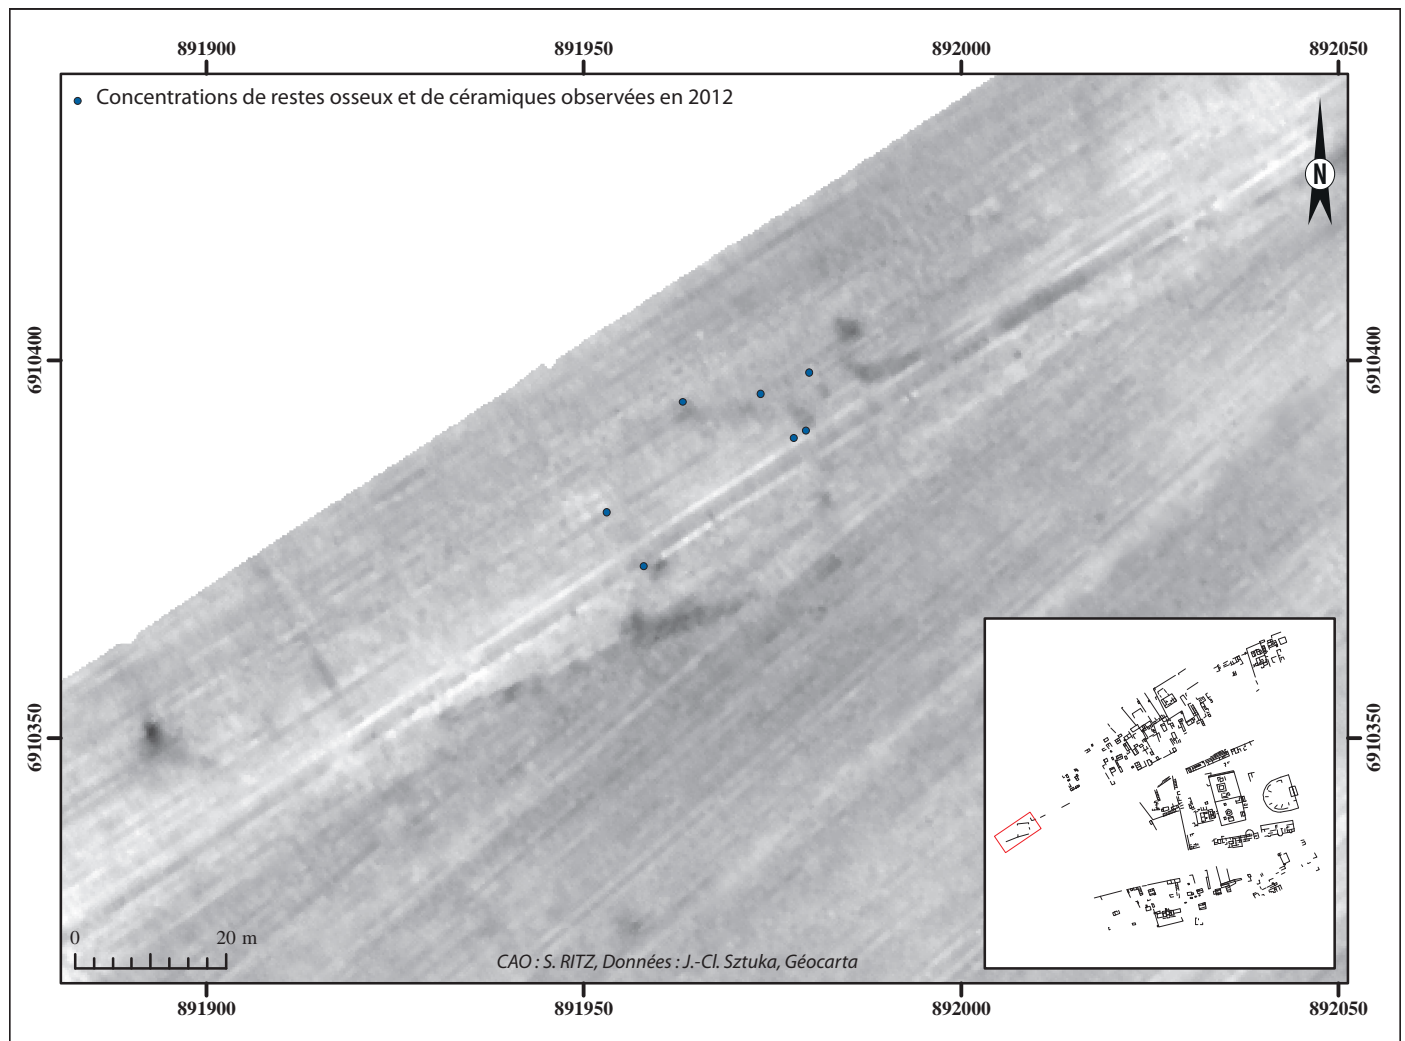 891900 891950 892000 892050
Concentrations de restes osseux et de céramiques observées en 2012
N
6910400 6910400
6910350 6910350
0 20 m
CAO : S. RITZ, Données : J.-Cl. Sztuka, Géocarta
891900 891950 892000 892050